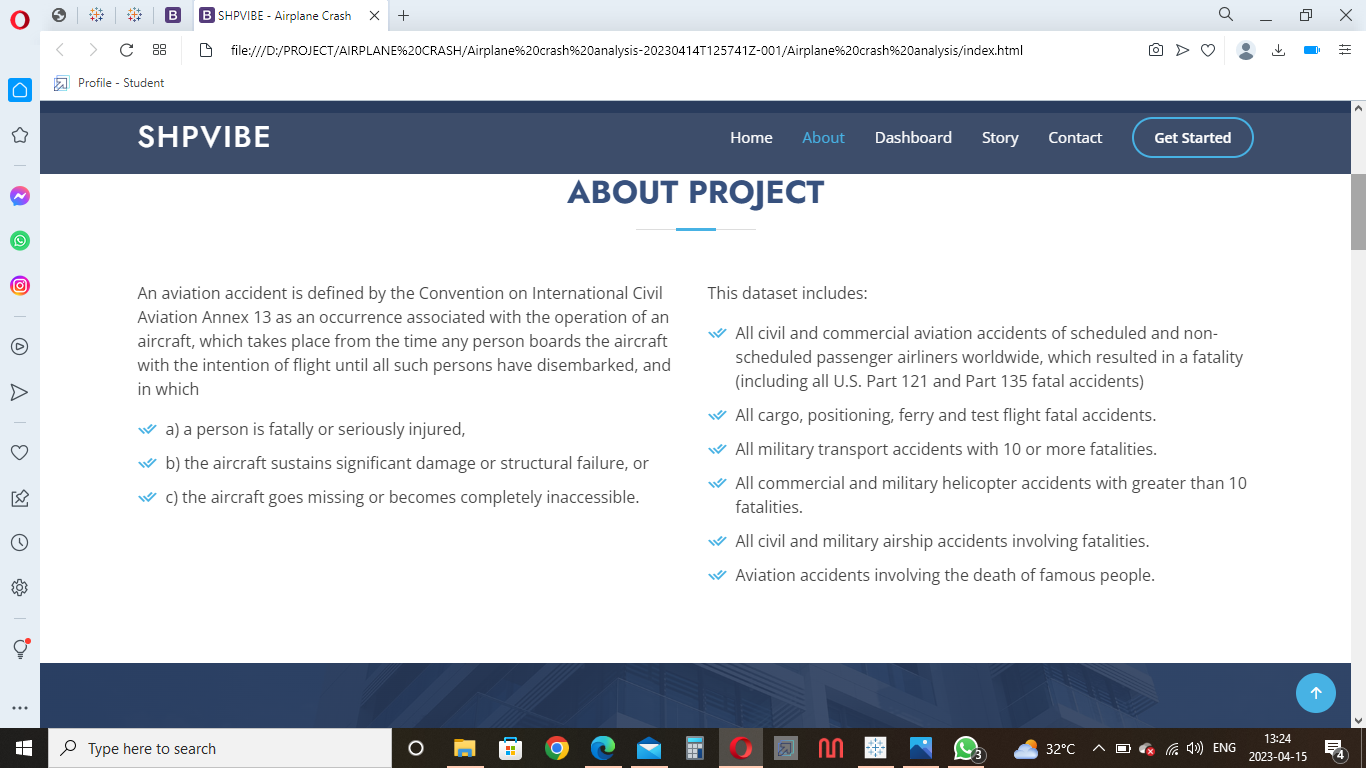 SHPVIBE - Airplane Crash
file:///D:/PROJECT/AIRPLANE%20CRASH/Airplane%20crash%20analysis-20230414T125741Z-001/Airplane%20crash%20analysis/index.html
Profile - Student
SHPVIBE
Home About Dashboard Story Contact Get Started
ABOUT PROJECT
An aviation accident is defined by the Convention on International Civil
Aviation Annex 13 as an occurrence associated with the operation of an
aircraft, which takes place from the time any person boards the aircraft
with the intention of flight until all such persons have disembarked, and
in which
a) a person is fatally or seriously injured,
b) the aircraft sustains significant damage or structural failure, or
c) the aircraft goes missing or becomes completely inaccessible.
This dataset includes:
All civil and commercial aviation accidents of scheduled and non-
scheduled passenger airliners worldwide, which resulted in a fatality
(including all U.S. Part 121 and Part 135 fatal accidents)
All cargo, positioning, ferry and test flight fatal accidents.
All military transport accidents with 10 or more fatalities.
All commercial and military helicopter accidents with greater than 10
fatalities.
All civil and military airship accidents involving fatalities.
Aviation accidents involving the death of famous people.
Type here to search
3
32°C
ENG
13:24
2023-04-15
4